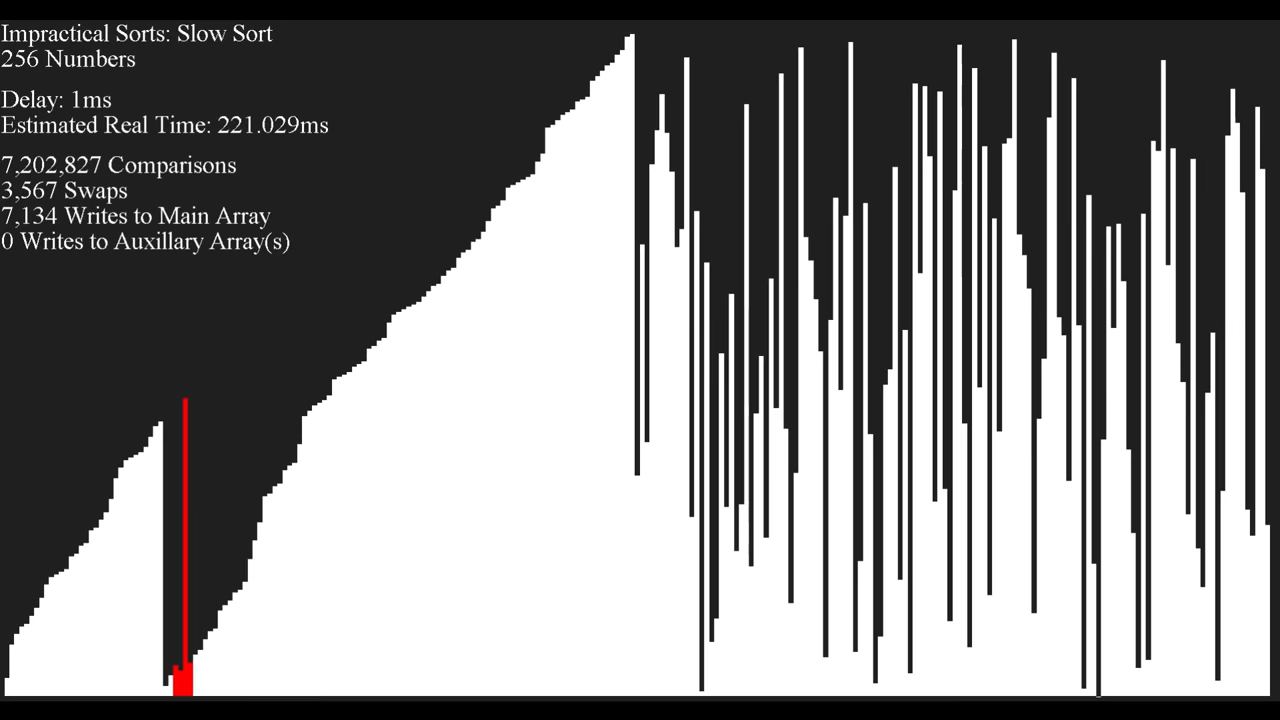 Impractical Sorts: Slow Sort
256 Numbers
Delay: 1ms
Estimated Real Time: 221.029ms
7,202,827 Comparisons
3,567 Swaps
7,134 Writes to Main Array
0 Writes to Auxillary Array(s)